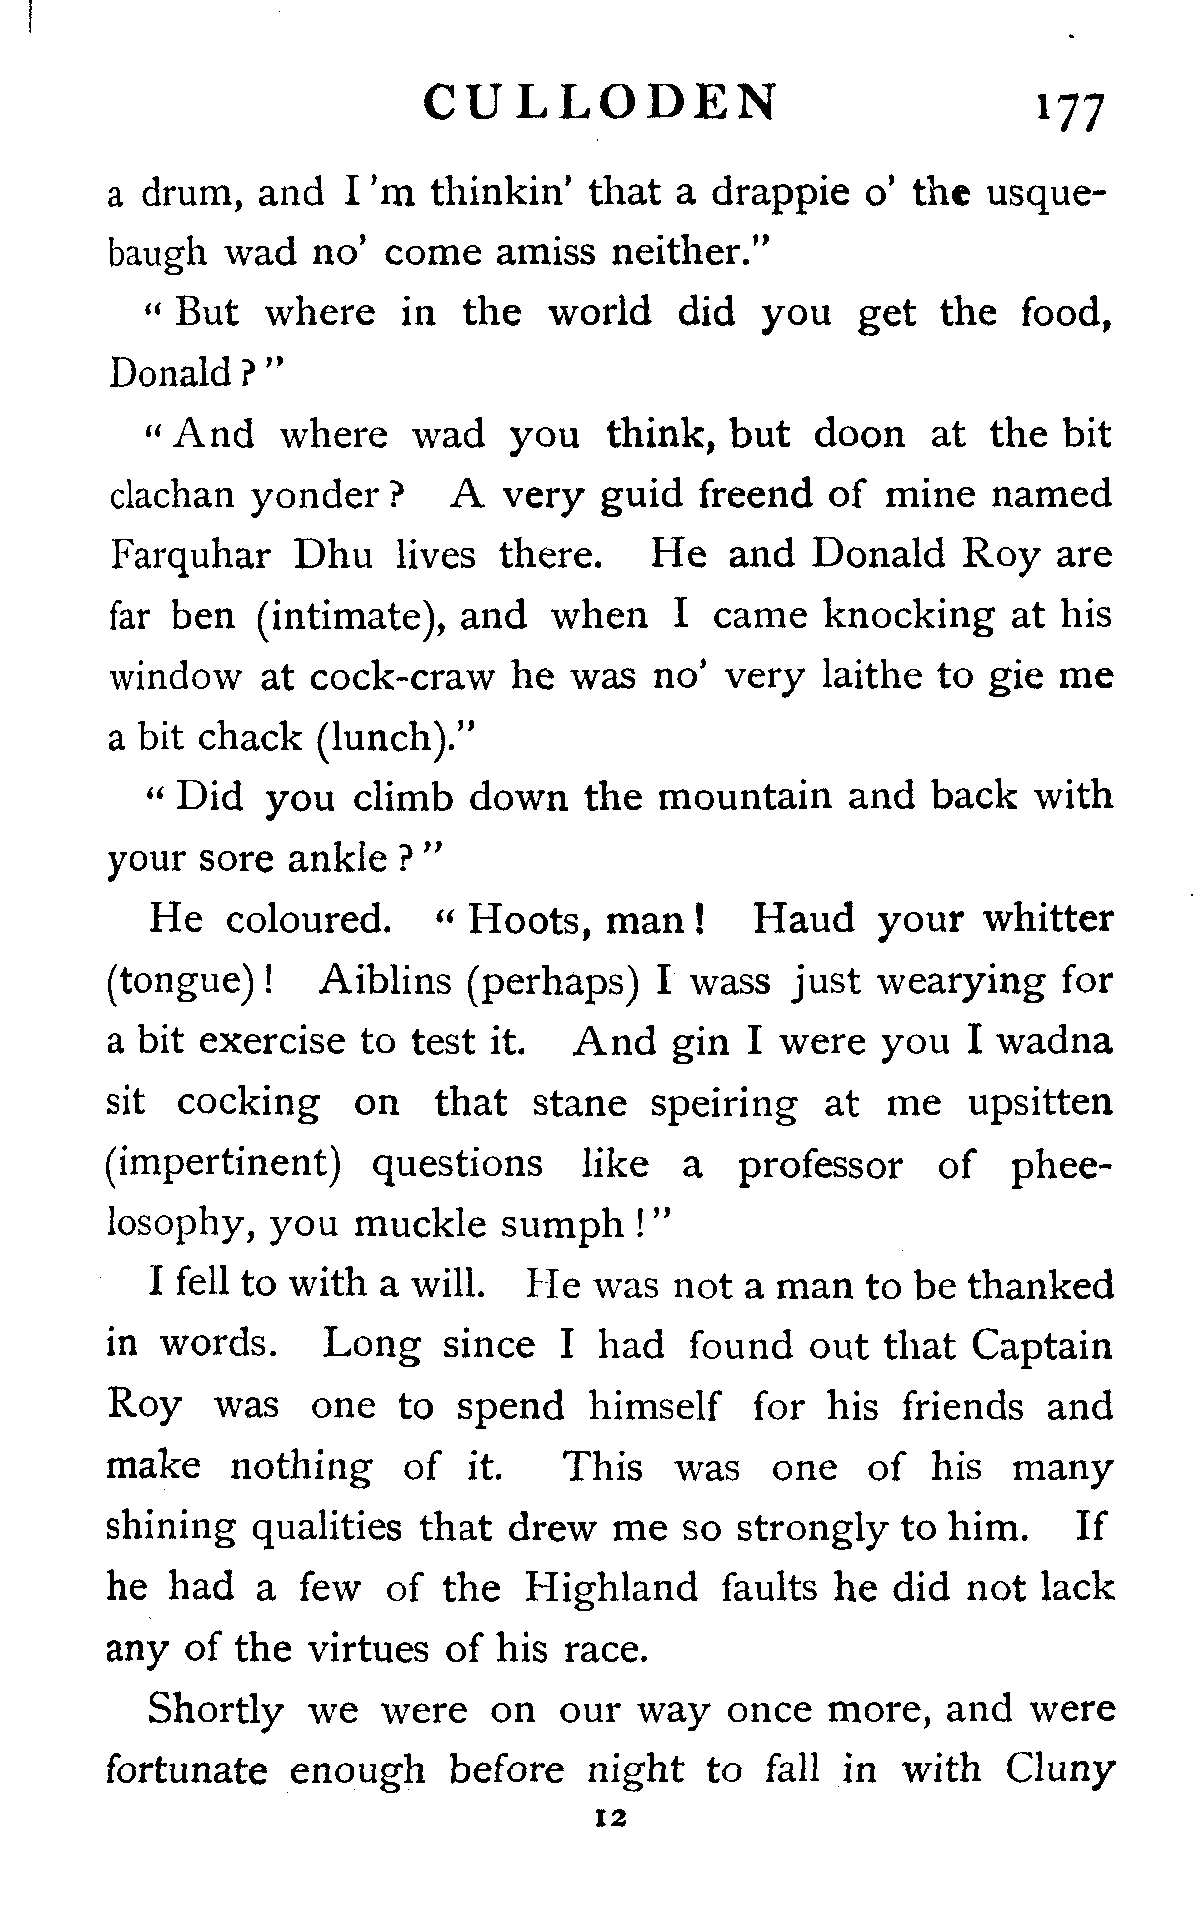 CULLODEN 177
a drum, and I 'm thinkin' that a drappie o' the usque-
baugh wad no' come amiss neither."
" But where in the world did you get the food,
Donald ? "
" And where wad you think, but doon at the bit
clachan yonder ? A very guid freend of mine named
Farquhar Dhu lives there. He and Donald Roy are
far ben (intimate), and when I came knocking at his
window at cock-craw he was no' very laithe to gie me
a bit chack (lunch)."
" Did you climb down the mountain and back with
your sore ankle ? "
He coloured. " Hoots, man ! Haud your whitter
(tongue) ! Aiblins (perhaps) I wass just wearying for
a bit exercise to test it. And gin I were you I wadna
sit cocking on that stane speiring at me upsitten
(impertinent) questions like a professor of phee-
losophy, you muckle sumph ! "
I fell to with a will. He was not a man to be thanked
in words. Long since I had found out that Captain
Roy was one to spend himself for his friends and
make nothing of it. This was one of his many
shining qualities that drew me so strongly to him. If
he had a few of the Highland faults he did not lack
any of the virtues of his race.
Shortly we were on our way once more, and were
fortunate enough before night to fall in with Cluny
12